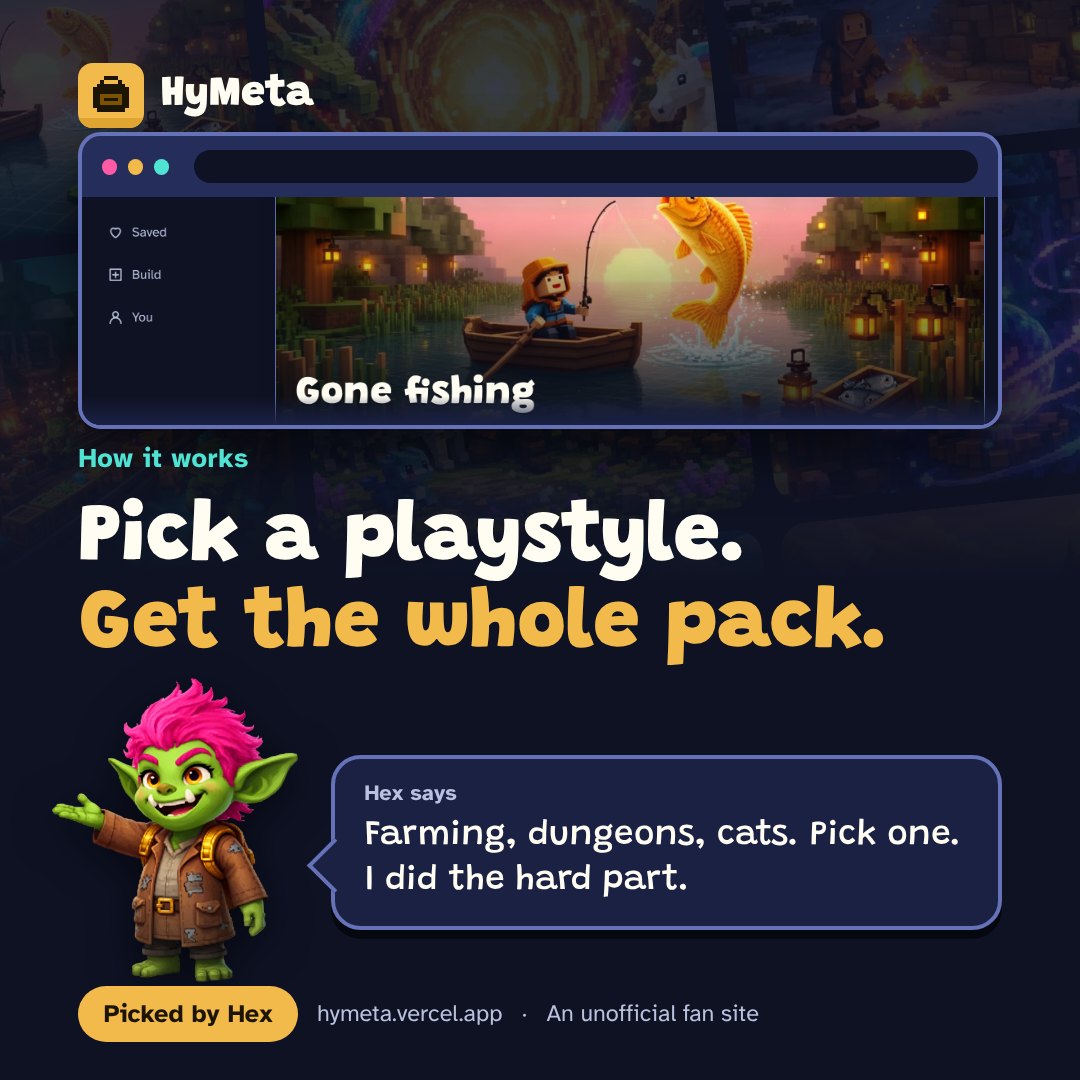 HyMeta
Saved
Build
You
Gone fishing
How it works
Pick a playstyle.
Get the whole pack.
Hex says
Farming, dungeons, cats. Pick one.
I did the hard part.
Picked by Hex
hymeta.vercel.app · An unofficial fan site